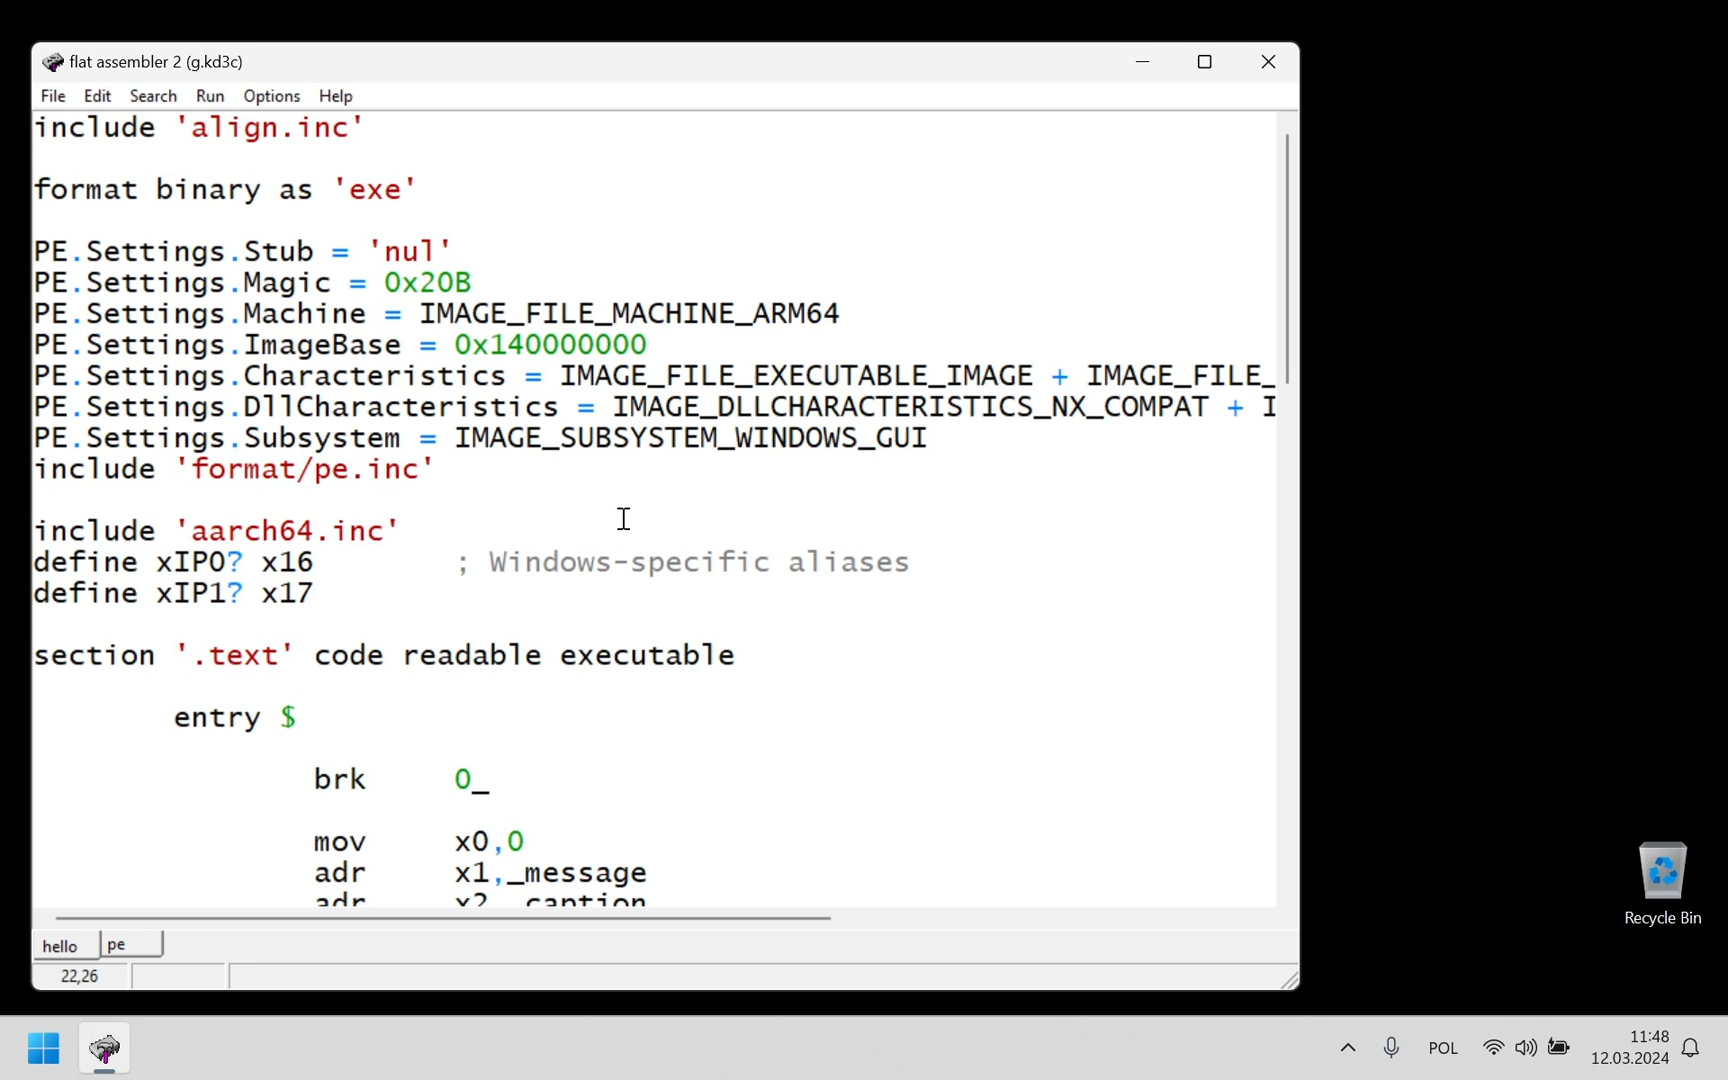 flat assembler 2 (g.kd3c)
File Edit Search Run Options Help
include 'align.inc'
format binary as 'exe'
PE.Settings.Stub = 'nul'
PE.Settings.Magic = 0x20B
PE.Settings.Machine = IMAGE_FILE_MACHINE_ARM64
PE.Settings.ImageBase = 0x140000000
PE.Settings.Characteristics = IMAGE_FILE_EXECUTABLE_IMAGE + IMAGE_FILE_
PE.Settings.DllCharacteristics = IMAGE_DLLCHARACTERISTICS_NX_COMPAT + I
PE.Settings.Subsystem = IMAGE_SUBSYSTEM_WINDOWS_GUI
include 'format/pe.inc'
include 'aarch64.inc'
define xIP0? x16 ; Windows-specific aliases
define xIP1? x17
section '.text' code readable executable
entry $
brk 0_
mov x0,0
adr x1,_message
adr x2,_caption
hello pe
22,26
Recycle Bin
POL
11:48
12.03.2024